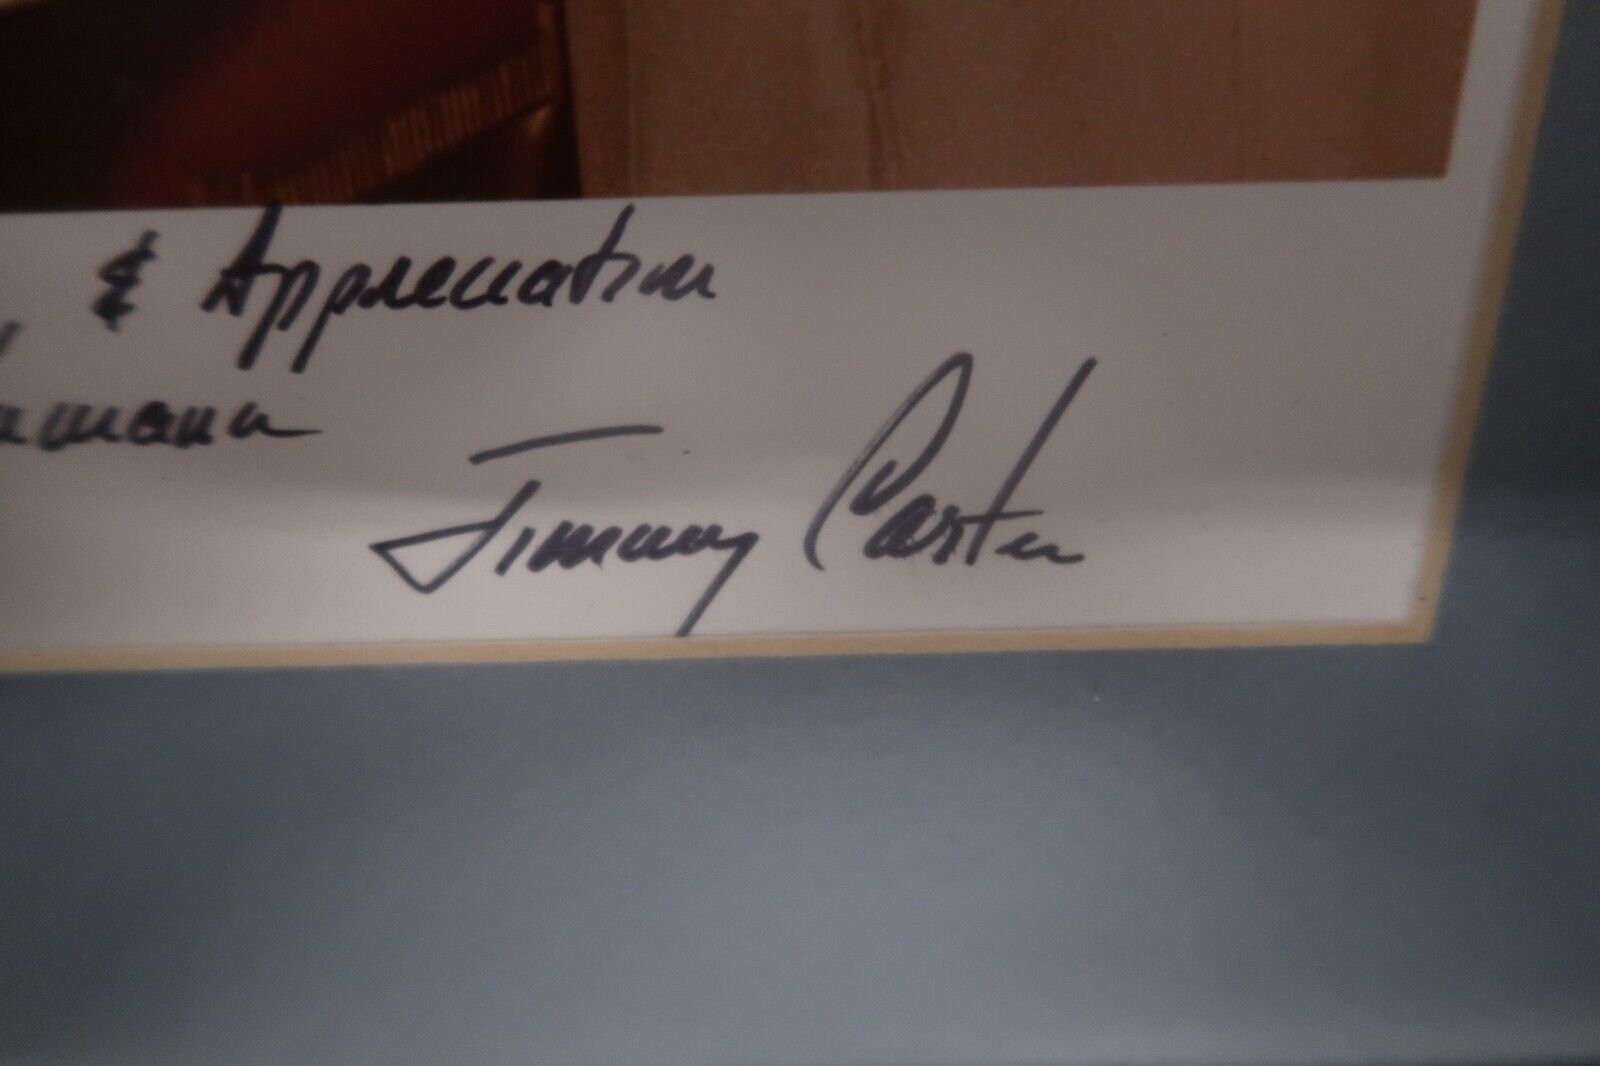 & Appreciation
Jimmy Carter